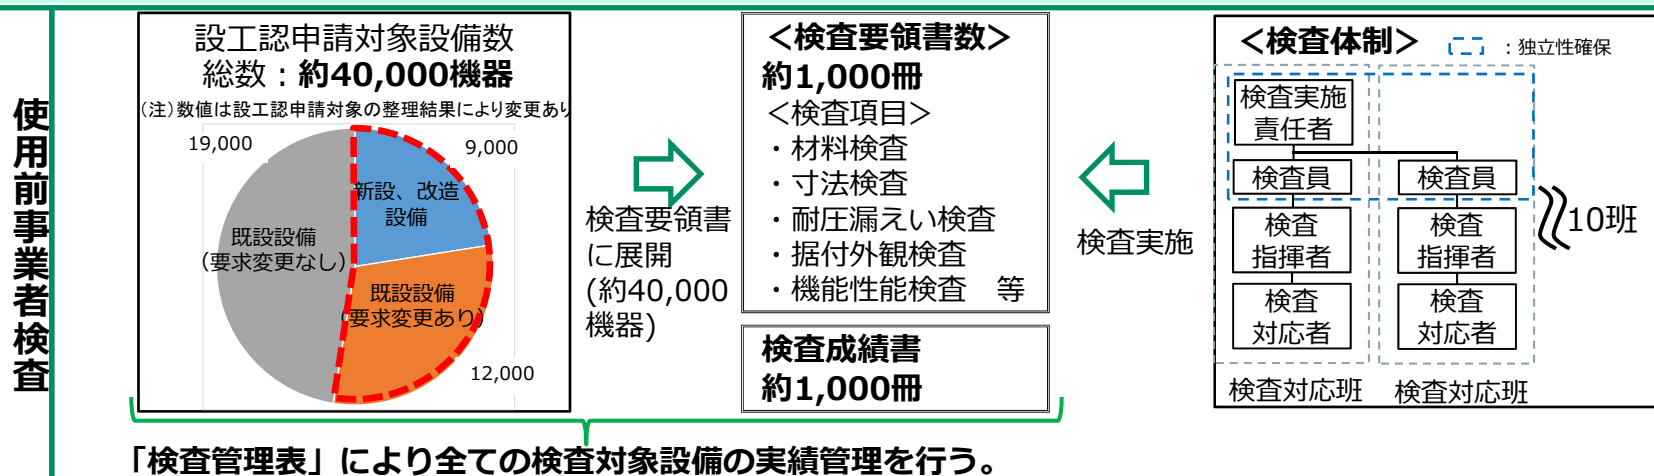 使用前事業者検査
設工認申請対象設備数
総数：約40,000機器
(注)数値は設工認申請対象の整理結果により変更あり
19,000
9,000
新設、改造
設備
既設設備
(要求変更なし)
既設設備
(要求変更あり)
12,000
検査要領書
に展開
(約40,000
機器)
＜検査要領書数＞
約1,000冊
＜検査項目＞
・材料検査
・寸法検査
・耐圧漏えい検査
・据付外観検査
・機能性能検査　等
検査成績書
約1,000冊
検査実施
＜検査体制＞
：独立性確保
検査実施
責任者
検査員
検査員
検査
指揮者
検査
指揮者
検査
対応者
検査
対応者
10班
検査対応班
検査対応班
「検査管理表」により全ての検査対象設備の実績管理を行う。